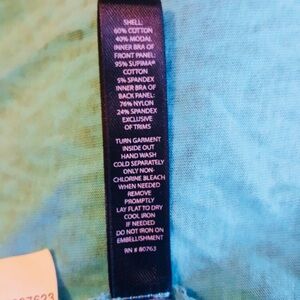 SHELL:
60% COTTON
40% MODAL
INNER BRA OF
FRONT PANEL:
95% SUPIMA®
COTTON
5% SPANDEX
INNER BRA OF
BACK PANEL:
76% NYLON
24% SPANDEX
EXCLUSIVE
OF TRIMS
TURN GARMENT
INSIDE OUT
HAND WASH
COLD SEPARATELY
ONLY NON-
CHLORINE BLEACH
WHEN NEEDED
REMOVE
PROMPTLY
LAY FLAT TO DRY
COOL IRON
IF NEEDED
DO NOT IRON ON
EMBELLISHMENT
RN # 80763